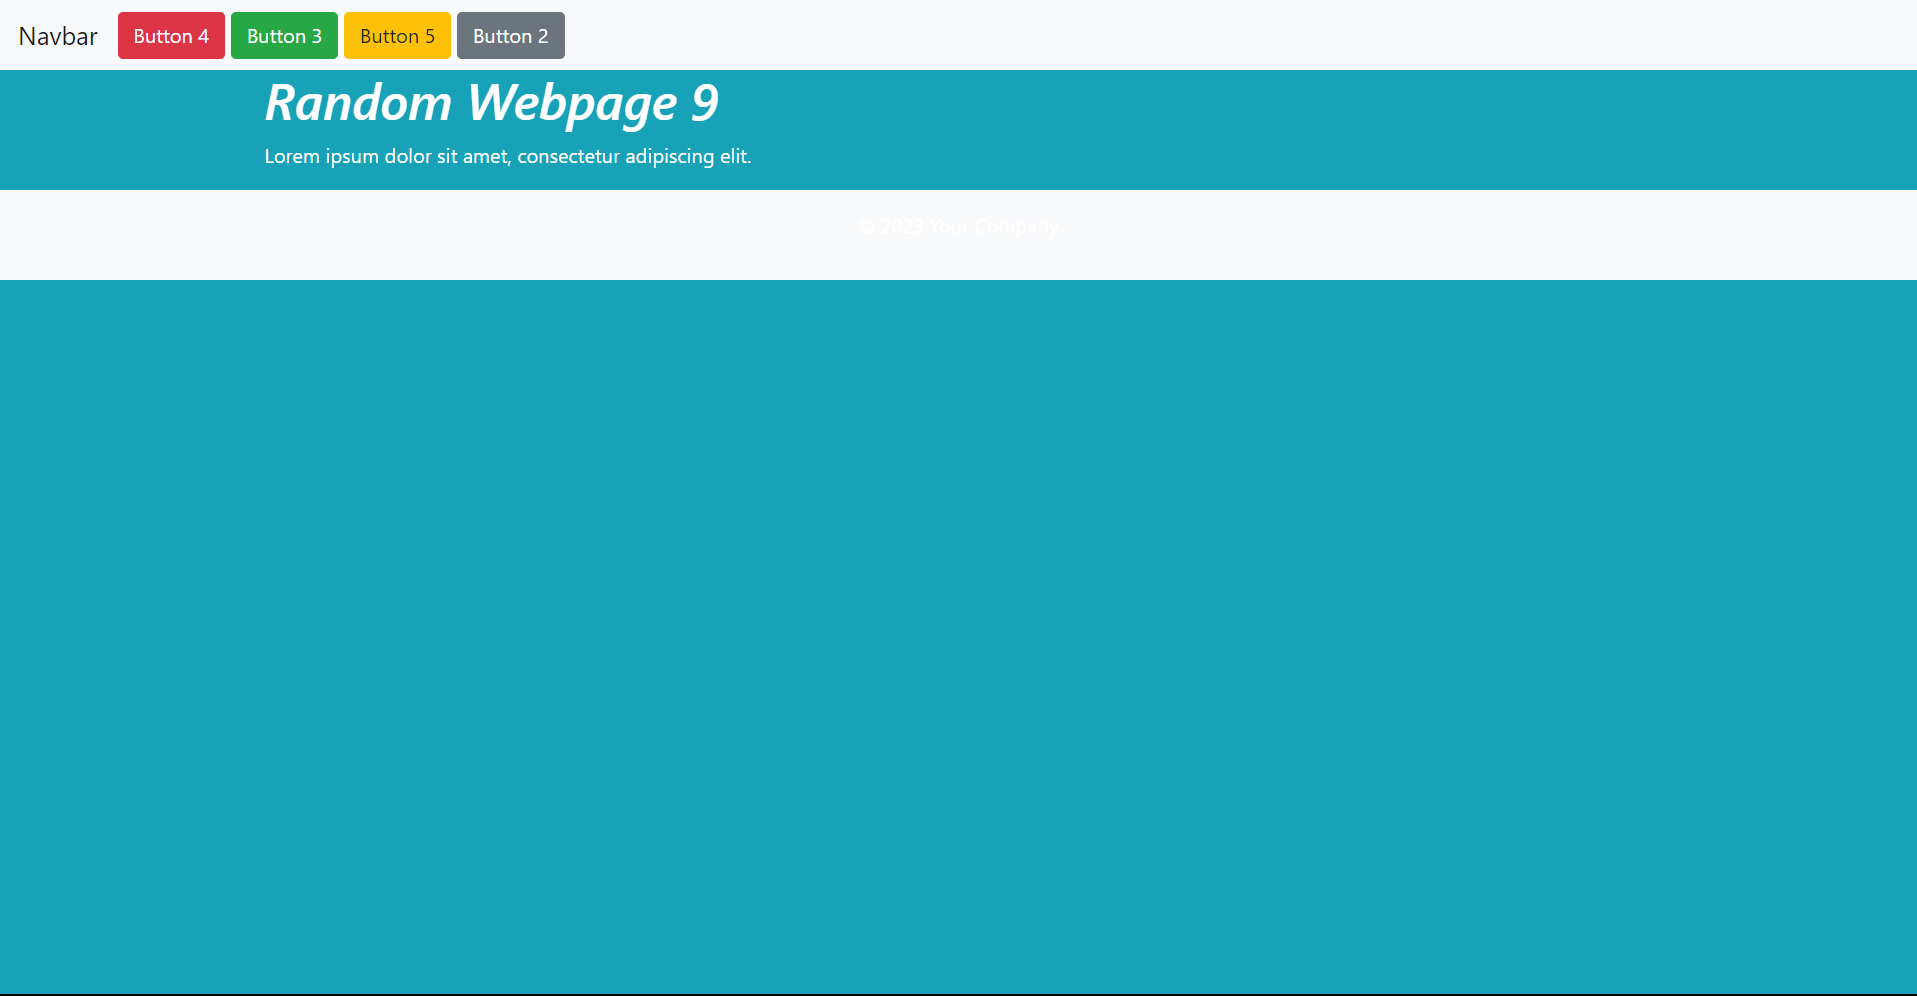 Navbar Button 4 Button 3 Button 5 Button 2
Random Webpage 9
Lorem ipsum dolor sit amet, consectetur adipiscing elit.
© 2023 Your Company